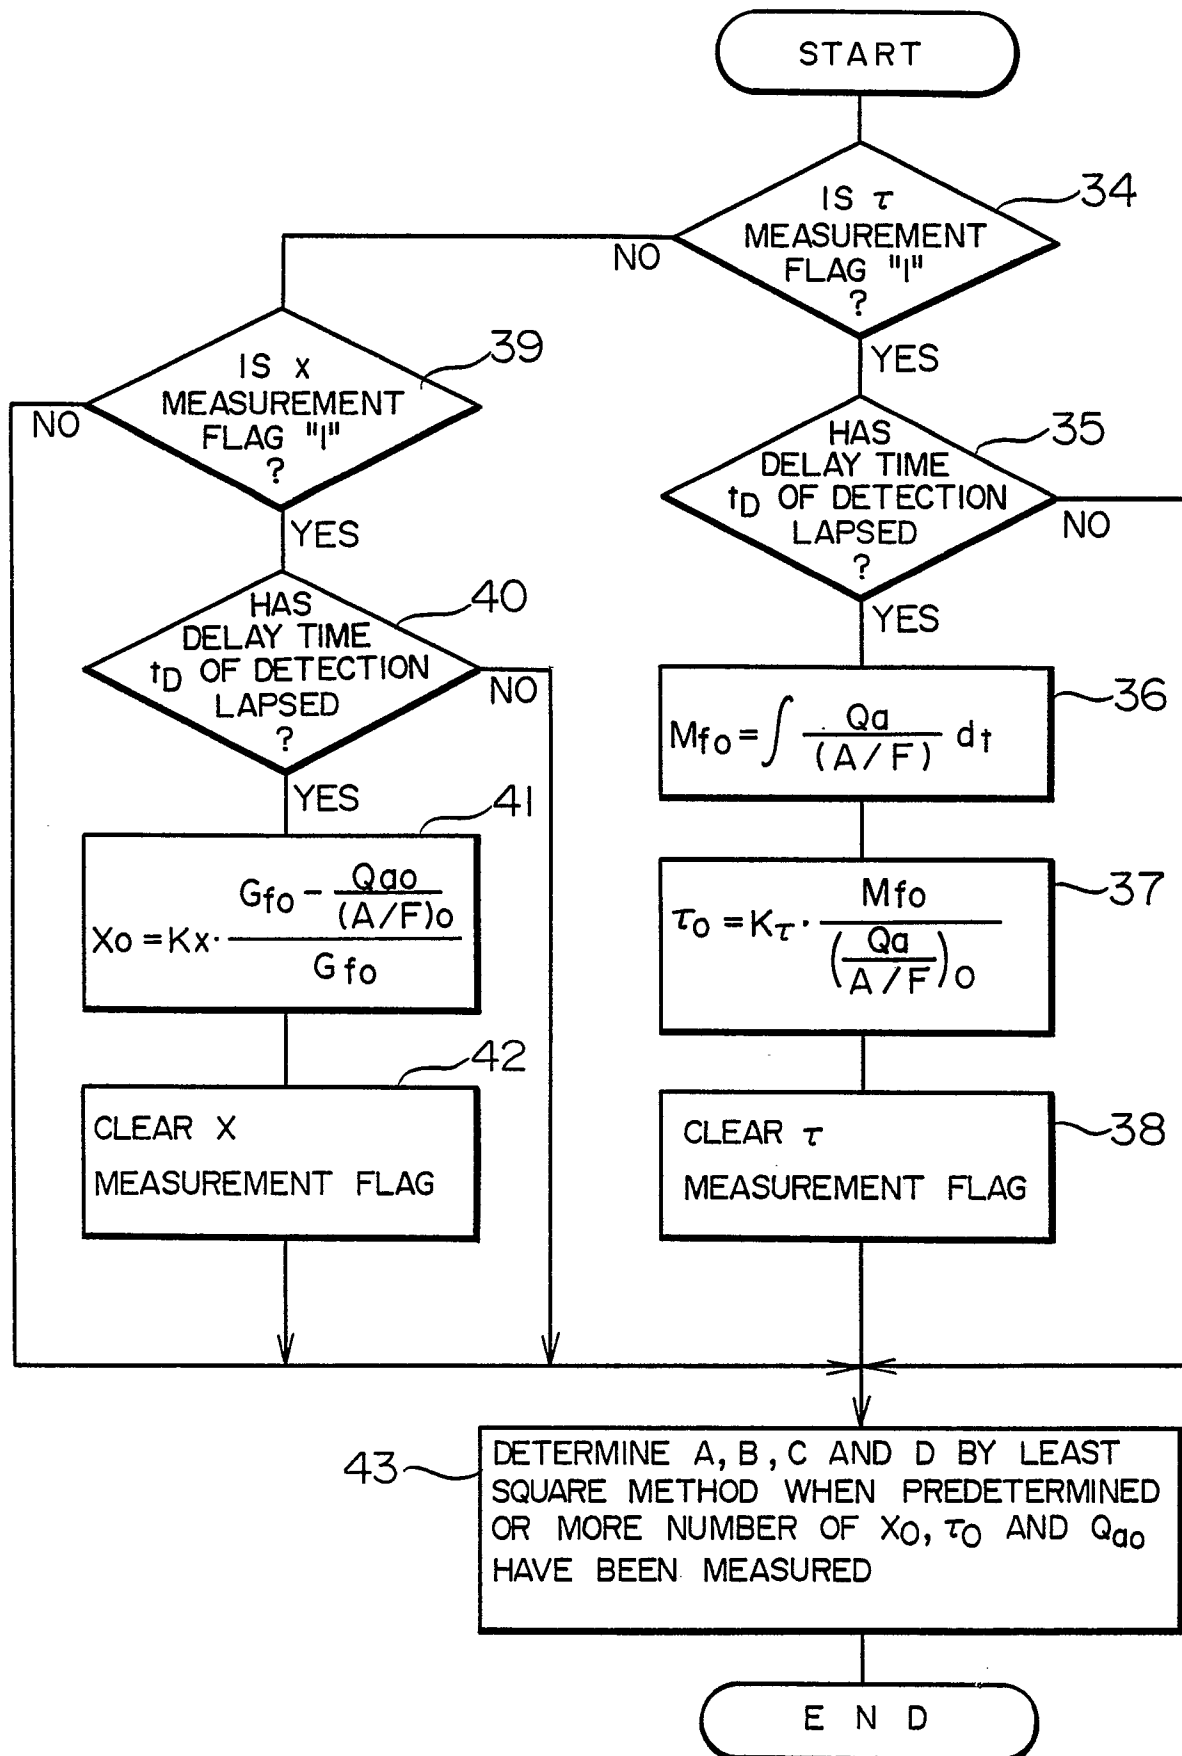 START
IS τ
MEASUREMENT
FLAG "1"
?
34
NO
YES
IS x
MEASUREMENT
FLAG "1"
?
39
NO
YES
HAS
DELAY TIME
tD OF DETECTION
LAPSED
?
35
NO
YES
HAS
DELAY TIME
tD OF DETECTION
LAPSED
?
40
NO
YES
Mfo = ∫ Qa / (A/F) dt
36
Xo = Kx · (Gfo - Qao / (A/F)o) / Gfo
41
τo = Kτ · Mfo / (Qa / A/F)o
37
CLEAR X
MEASUREMENT FLAG
42
CLEAR τ
MEASUREMENT FLAG
38
43
DETERMINE A, B, C AND D BY LEAST
SQUARE METHOD WHEN PREDETERMINED
OR MORE NUMBER OF Xo, τo AND Qao
HAVE BEEN MEASURED
END